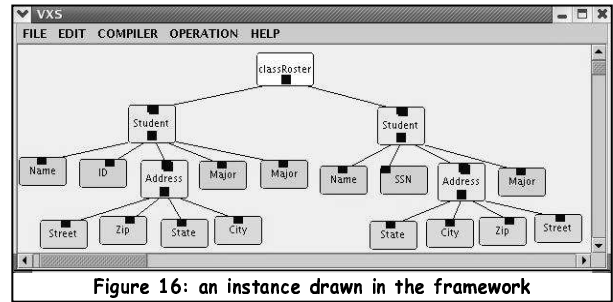 VXS
FILE EDIT COMPILER OPERATION HELP
classRoster
Student Student
Name ID Address Major Major Name SSN Address Major
Street Zip State City State City Zip Street
Figure 16: an instance drawn in the framework